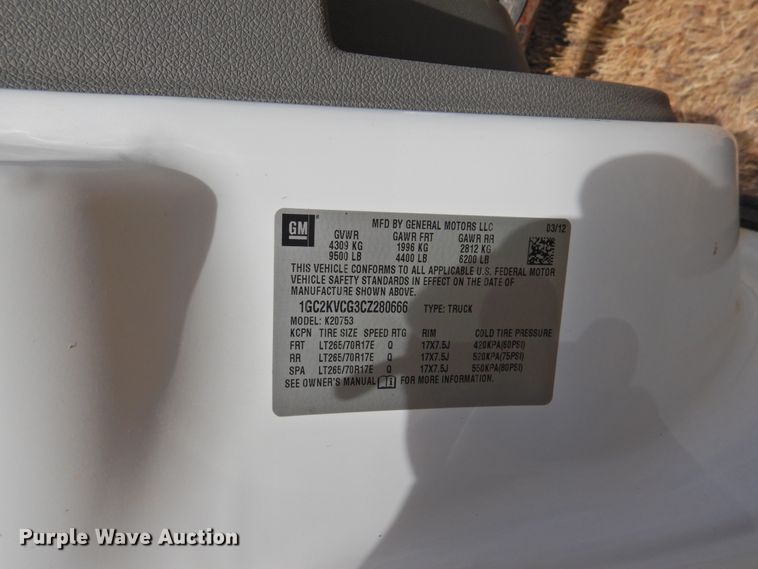 GM
MFD BY GENERAL MOTORS LLC
03/12
GVWR GAWR FRT GAWR RR
4309 KG 1996 KG 2812 KG
9500 LB 4400 LB 6200 LB
THIS VEHICLE CONFORMS TO ALL APPLICABLE U.S. FEDERAL MOTOR
VEHICLE SAFETY STANDARDS IN EFFECT ON THE DATE OF
MANUFACTURE SHOWN ABOVE.
1GC2KVCG3CZ280666 TYPE: TRUCK
MODEL: K20753
KCPN TIRE SIZE SPEED RTG RIM COLD TIRE PRESSURE
FRT LT265/70R17E Q 17X7.5J 420KPA(60PSI)
RR LT265/70R17E Q 17X7.5J 520KPA(75PSI)
SPA LT265/70R17E Q 17X7.5J 550KPA(80PSI)
SEE OWNER'S MANUAL FOR MORE INFORMATION.
Purple Wave Auction